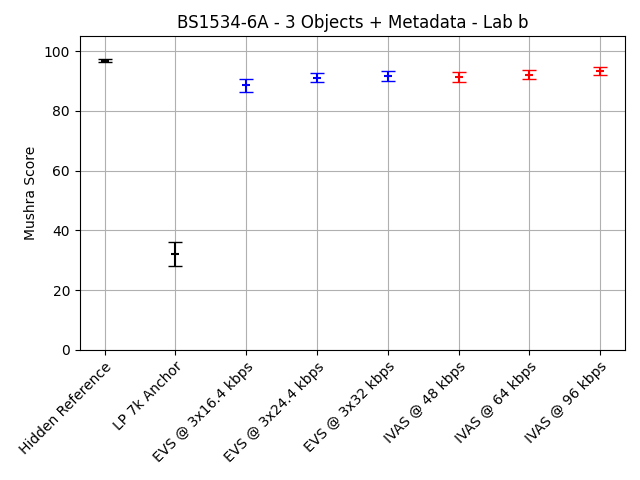 BS1534-6A - 3 Objects + Metadata - Lab b
Mushra Score
100
80
60
40
20
0
Hidden Reference
LP 7k Anchor
EVS @ 3x16.4 kbps
EVS @ 3x24.4 kbps
EVS @ 3x32 kbps
IVAS @ 48 kbps
IVAS @ 64 kbps
IVAS @ 96 kbps